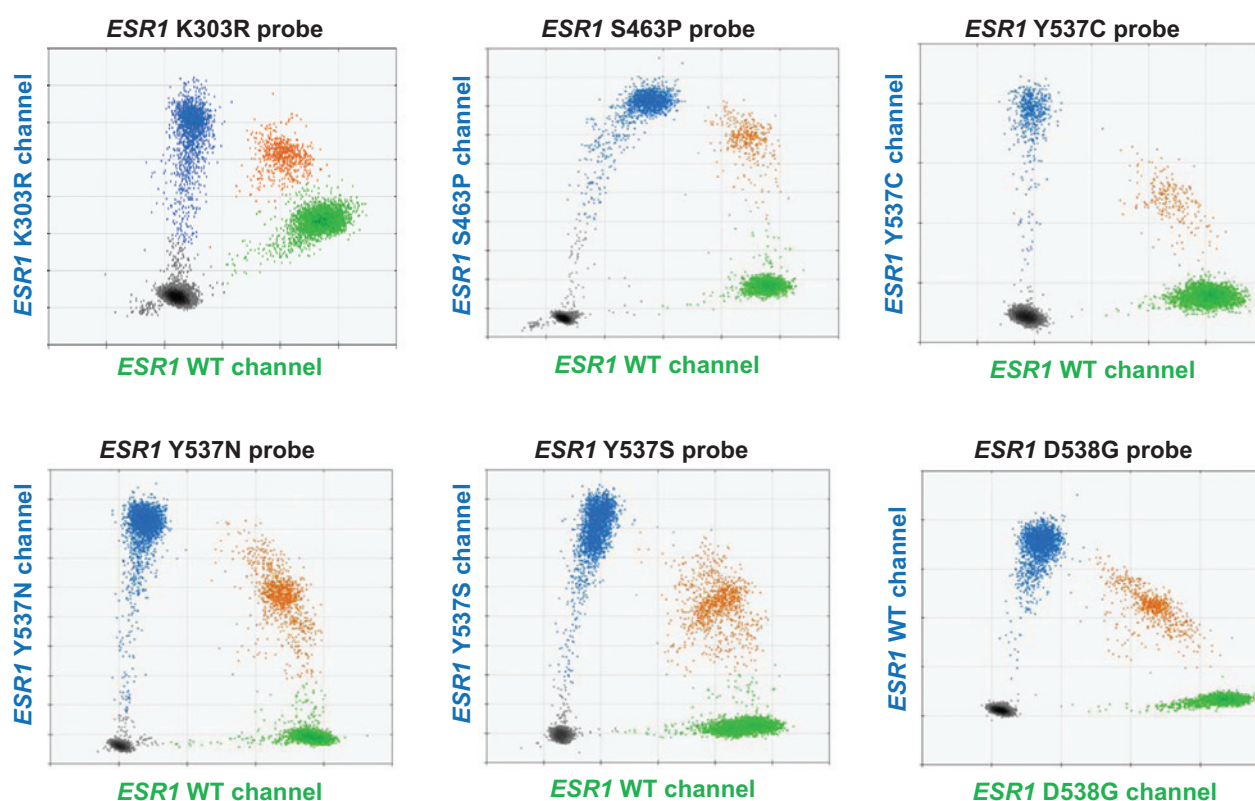 ESR1 K303R probe
ESR1 K303R channel
ESR1 WT channel
ESR1 S463P probe
ESR1 S463P channel
ESR1 WT channel
ESR1 Y537C probe
ESR1 Y537C channel
ESR1 WT channel
ESR1 Y537N probe
ESR1 Y537N channel
ESR1 WT channel
ESR1 Y537S probe
ESR1 Y537S channel
ESR1 WT channel
ESR1 D538G probe
ESR1 WT channel
ESR1 D538G channel